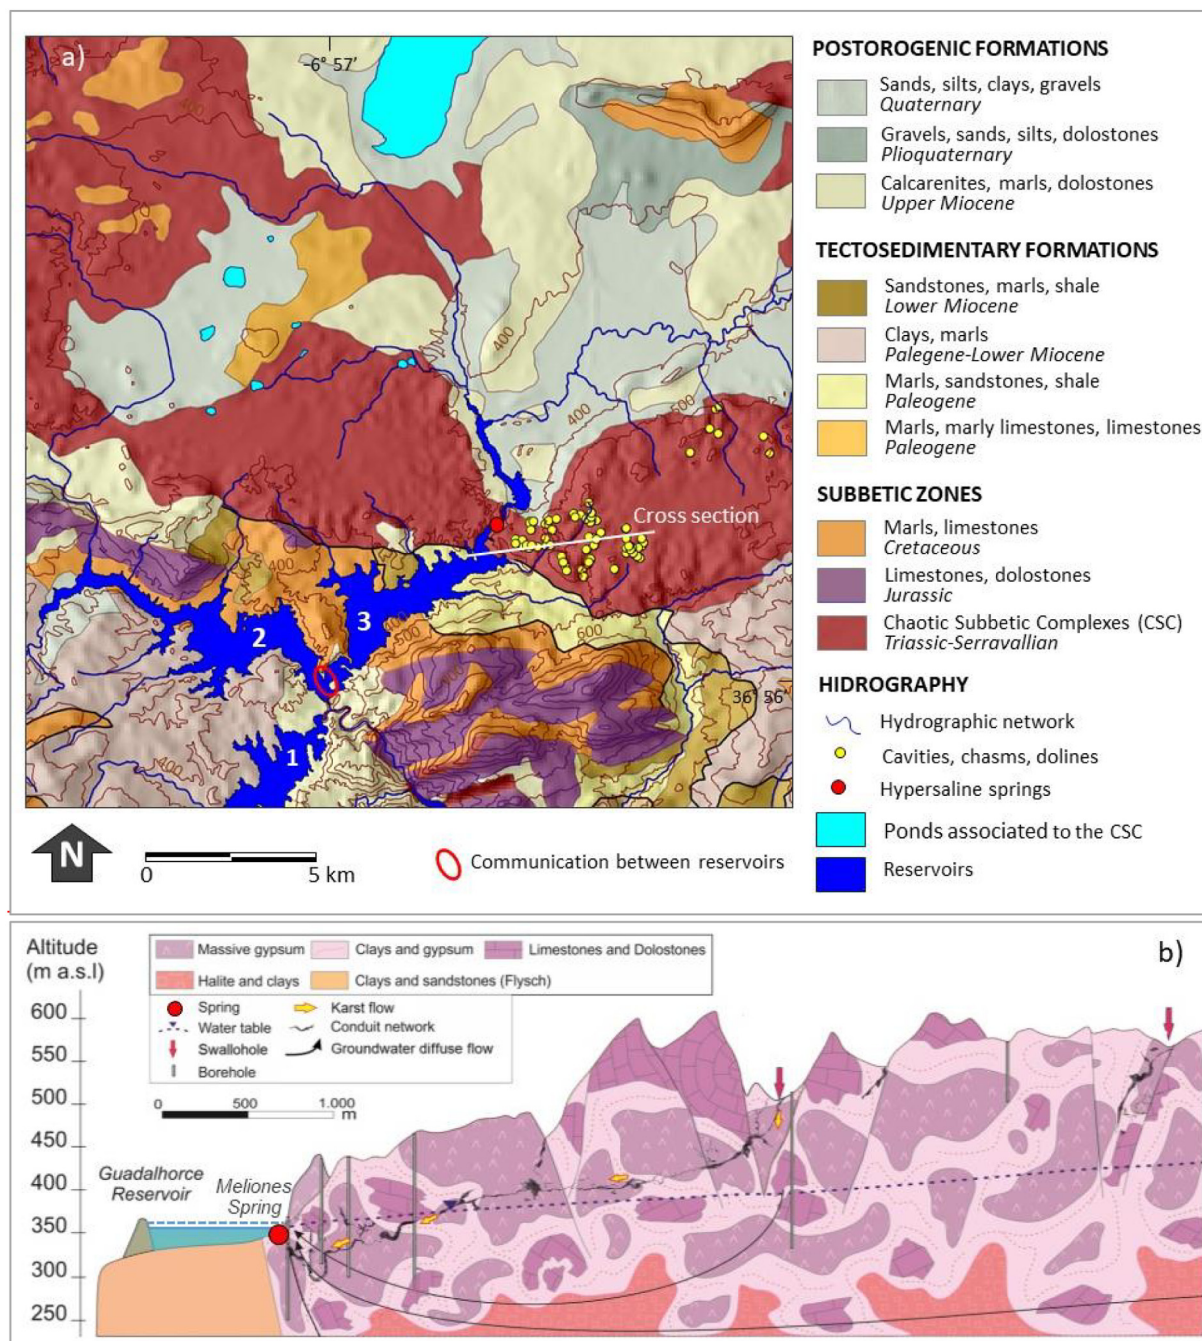 a)
-6° 57'
400
400
500
400
Cross section
400
3
500
600
2
36° 56'
400
1
N
0 5 km
Communication between reservoirs
POSTOROGENIC FORMATIONS
Sands, silts, clays, gravels
Quaternary
Gravels, sands, silts, dolostones
Plioquaternary
Calcarenites, marls, dolostones
Upper Miocene
TECTOSEDIMENTARY FORMATIONS
Sandstones, marls, shale
Lower Miocene
Clays, marls
Palegene-Lower Miocene
Marls, sandstones, shale
Paleogene
Marls, marly limestones, limestones
Paleogene
SUBBETIC ZONES
Marls, limestones
Cretaceous
Limestones, dolostones
Jurassic
Chaotic Subbetic Complexes (CSC)
Triassic-Serravallian
HIDROGRAPHY
Hydrographic network
Cavities, chasms, dolines
Hypersaline springs
Ponds associated to the CSC
Reservoirs
b)
Altitude
(m a.s.l)
Massive gypsum Clays and gypsum Limestones and Dolostones
Halite and clays Clays and sandstones (Flysch)
Spring Karst flow
Water table Conduit network
Swallohole Groundwater diffuse flow
Borehole
0 500 1.000
m
600
550
500
450
400
350
300
250
Guadalhorce
Reservoir
Meliones
Spring